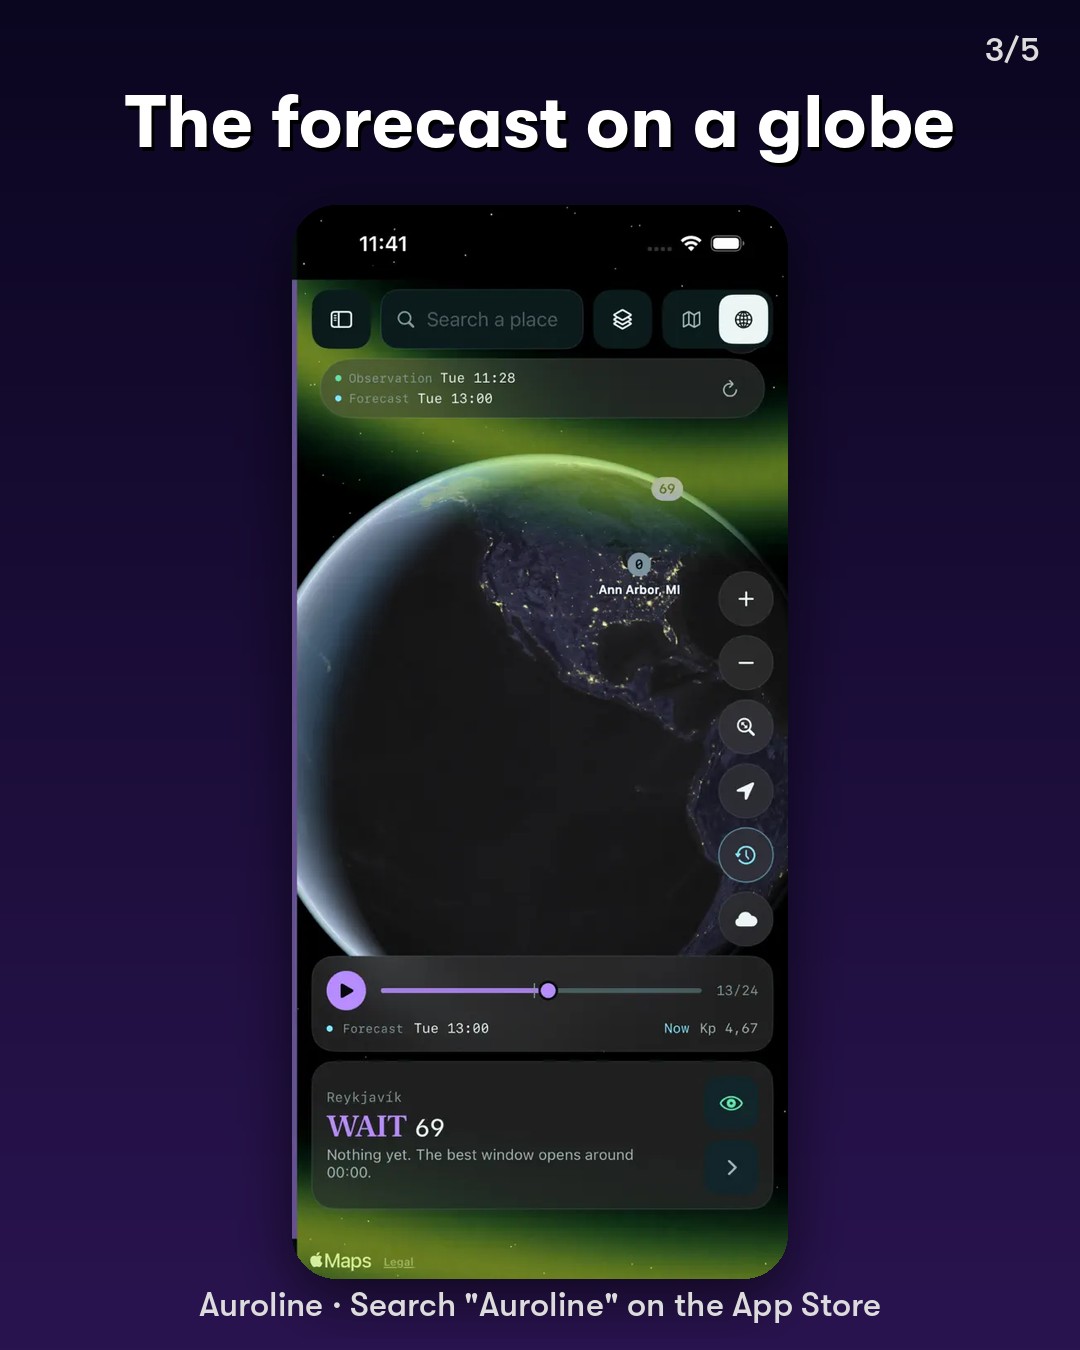 3/5
The forecast on a globe
11:41
Search a place
Observation Tue 11:28
Forecast Tue 13:00
69
0
Ann Arbor, MI
13/24
Forecast Tue 13:00
Now Kp 4,67
Reykjavík
WAIT 69
Nothing yet. The best window opens around
00:00.
Maps Legal
Auroline · Search "Auroline" on the App Store